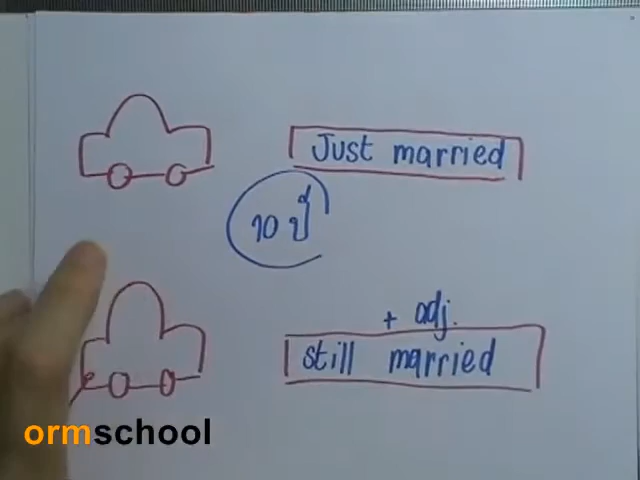 Just married
10 ปี
+ adj.
still married
ormschool